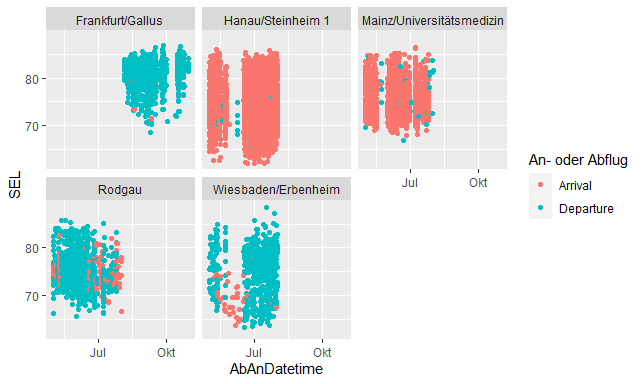 Frankfurt/Gallus
Hanau/Steinheim 1
Mainz/Universitätsmedizin
80
70
Jul
Okt
An- oder Abflug
Arrival
Departure
SEL
Rodgau
Wiesbaden/Erbenheim
80
70
Jul
Okt
Jul
Okt
AbAnDatetime